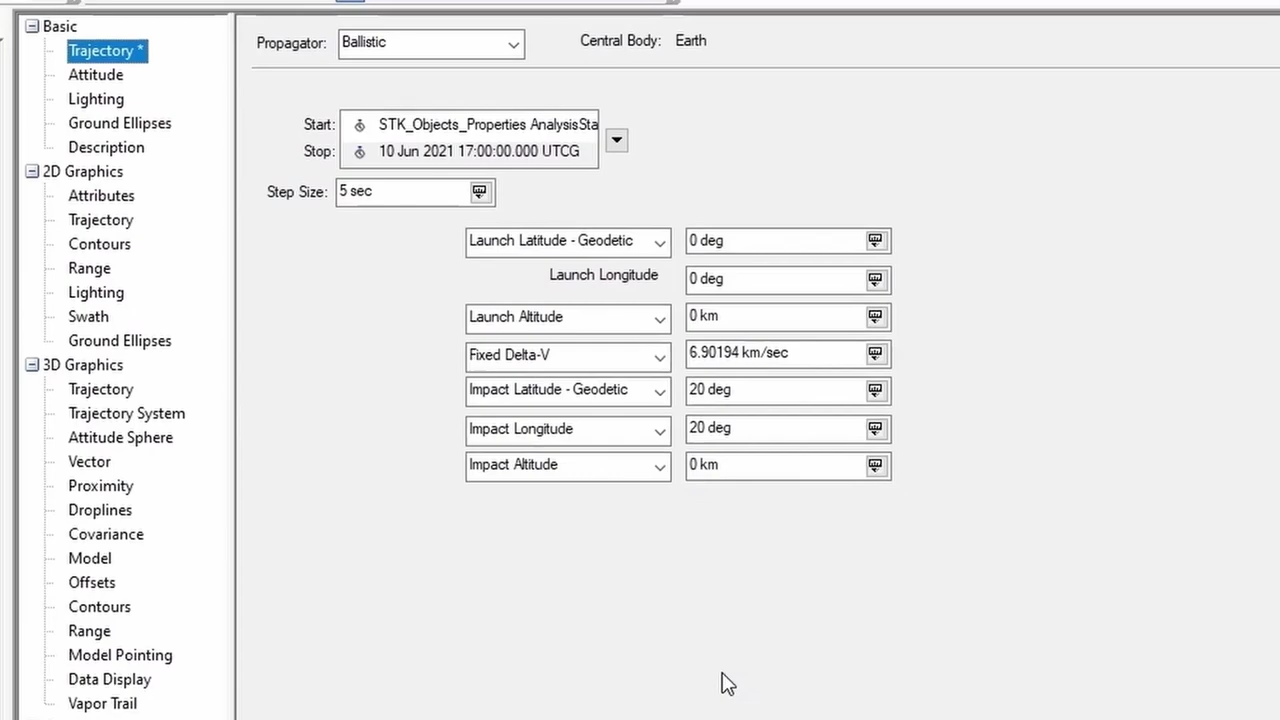 Basic
Trajectory *
Attitude
Lighting
Ground Ellipses
Description
2D Graphics
Attributes
Trajectory
Contours
Range
Lighting
Swath
Ground Ellipses
3D Graphics
Trajectory
Trajectory System
Attitude Sphere
Vector
Proximity
Droplines
Covariance
Model
Offsets
Contours
Range
Model Pointing
Data Display
Vapor Trail
Propagator: Ballistic Central Body: Earth
Start: STK_Objects_Properties AnalysisSta
Stop: 10 Jun 2021 17:00:00.000 UTCG
Step Size: 5 sec
Launch Latitude - Geodetic 0 deg
Launch Longitude 0 deg
Launch Altitude 0 km
Fixed Delta-V 6.90194 km/sec
Impact Latitude - Geodetic 20 deg
Impact Longitude 20 deg
Impact Altitude 0 km